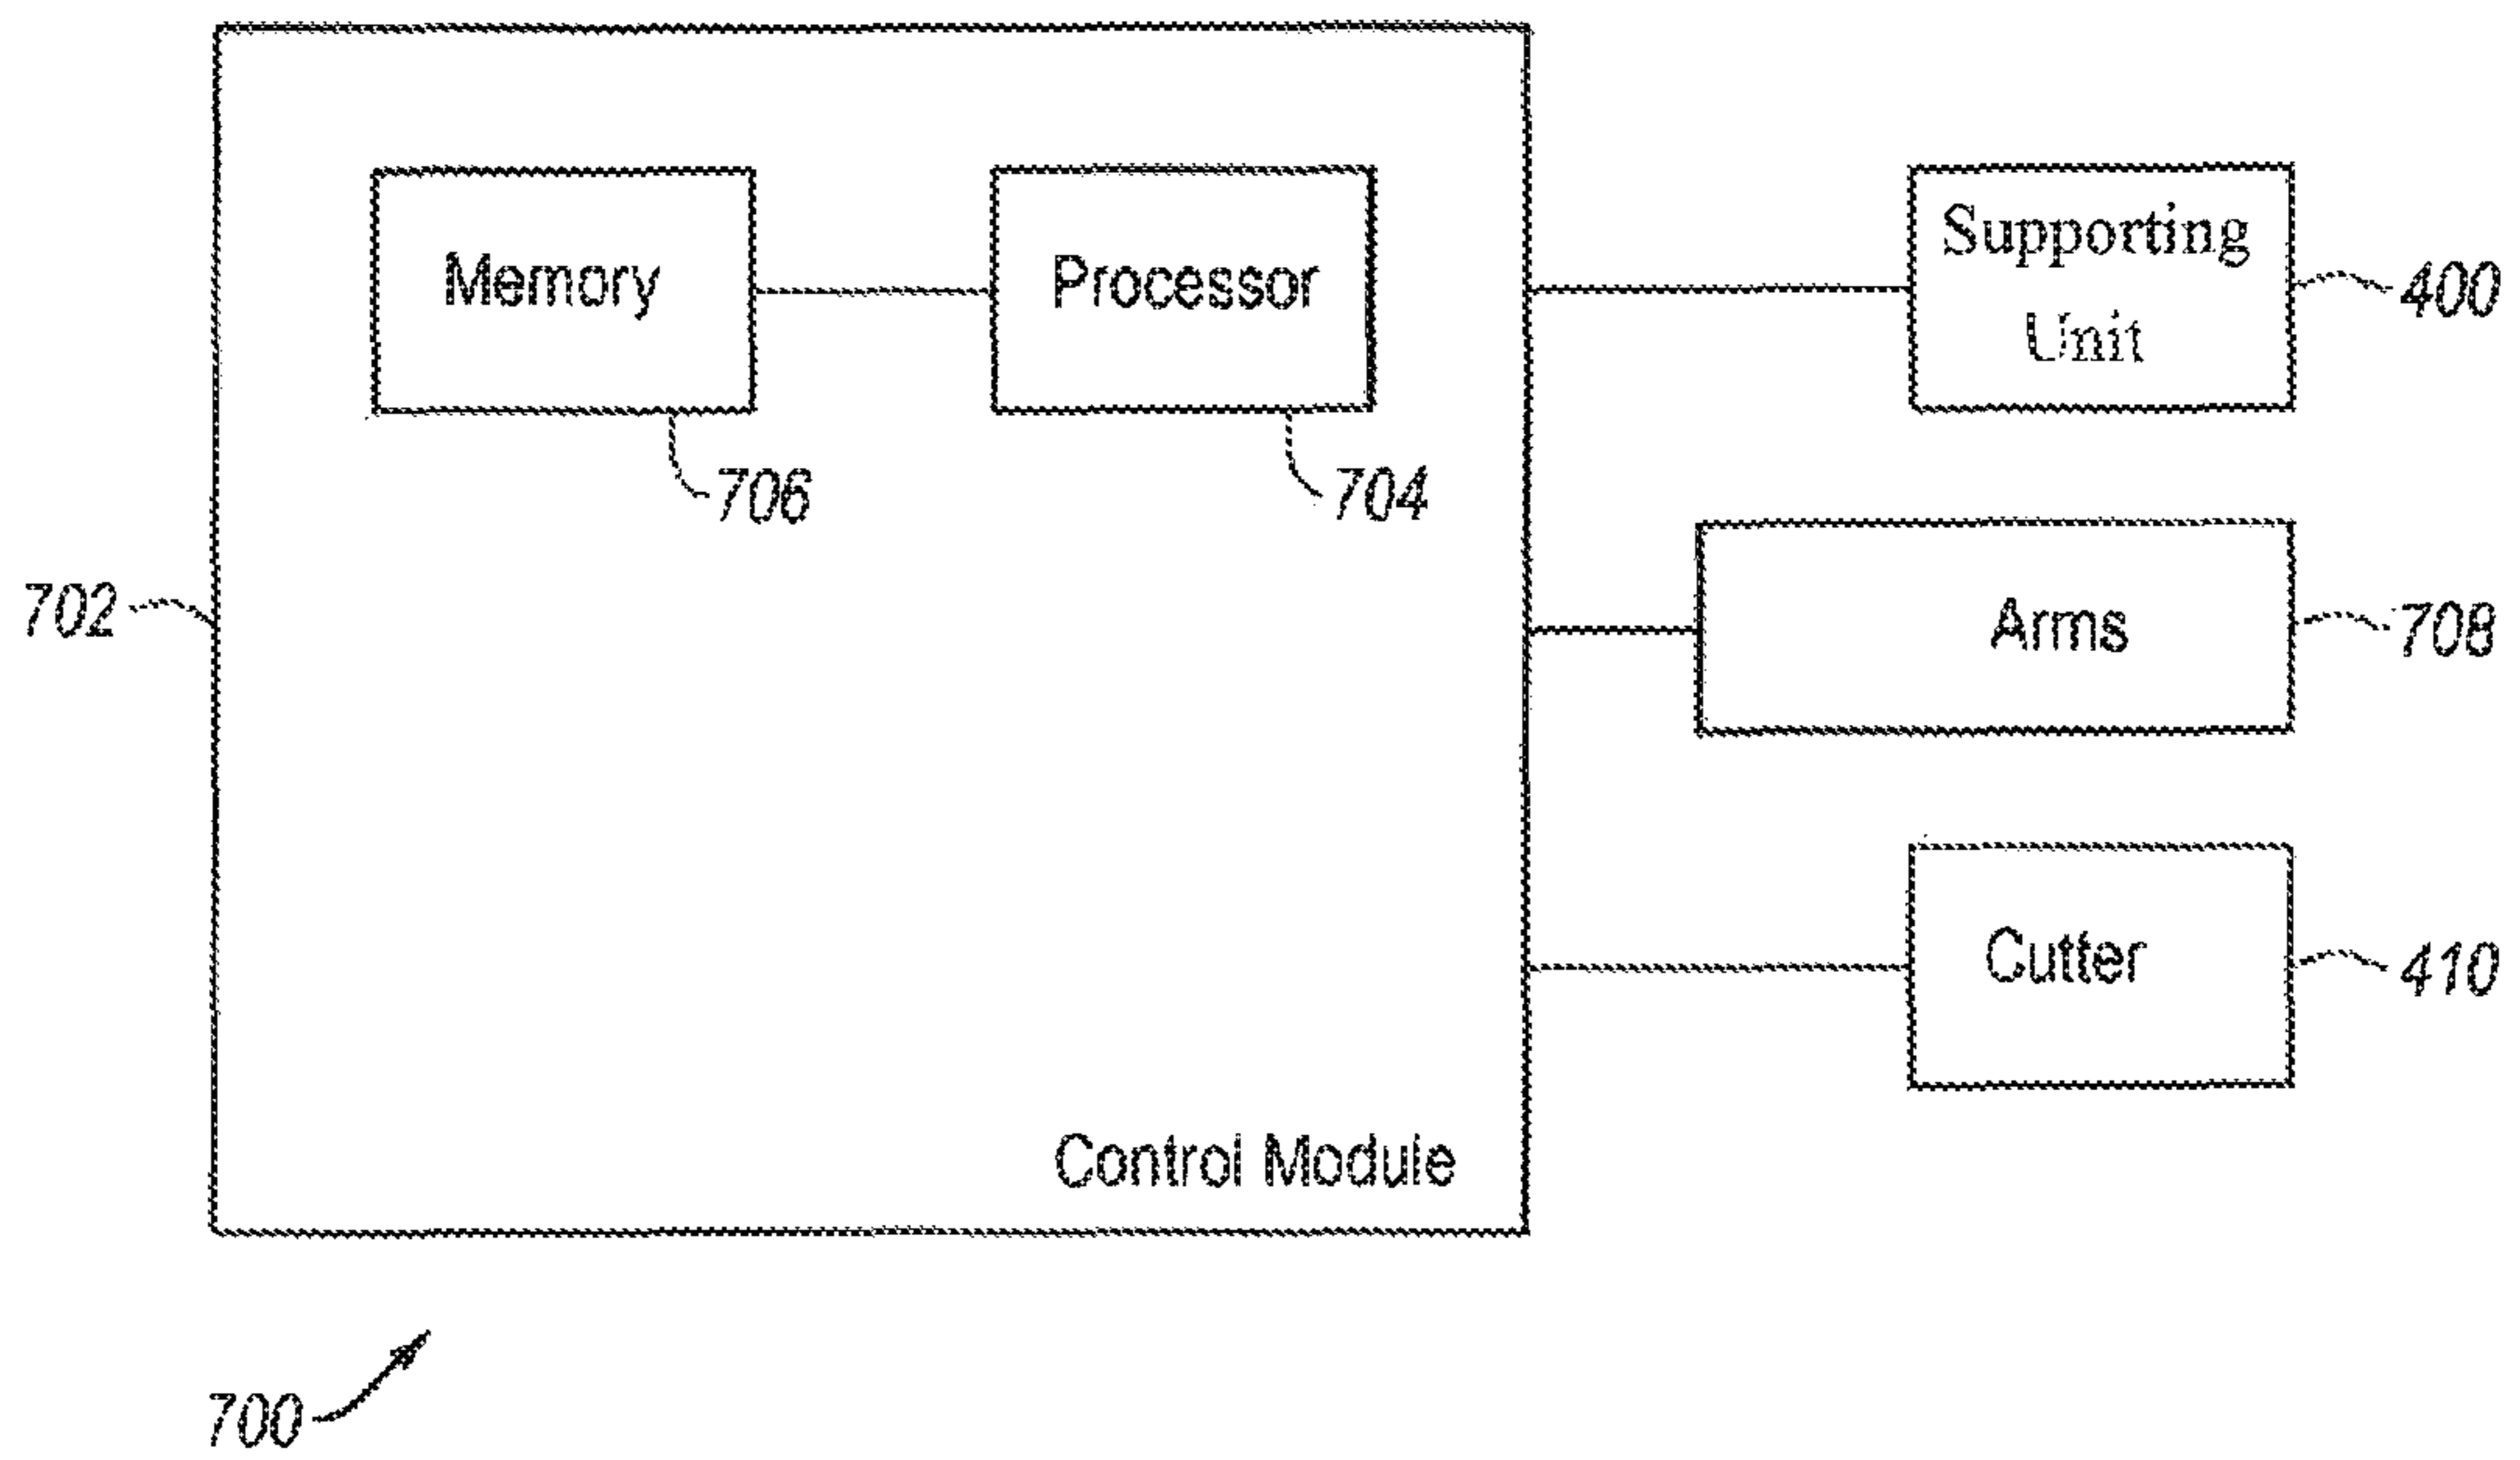 Memory
Processor
Supporting
Unit
400
706
704
702
Arms
708
Cutter
410
Control Module
700